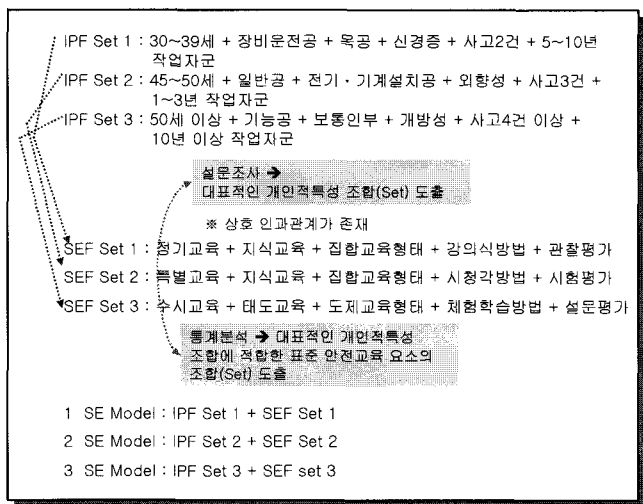 IPF Set 1 : 30~39세 + 장비운전공 + 목공 + 신경증 + 사고2건 + 5~10년
작업자군
IPF Set 2 : 45~50세 + 일반공 + 전기 · 기계설치공 + 외향성 + 사고3건 +
1~3년 작업자군
IPF Set 3 : 50세 이상 + 기능공 + 보통인부 + 개방성 + 사고4건 이상 +
10년 이상 작업자군
설문조사 ➔
대표적인 개인적특성 조합(Set) 도출
※ 상호 인과관계가 존재
SEF Set 1 : 정기교육 + 지식교육 + 집합교육형태 + 강의식방법 + 관찰평가
SEF Set 2 : 특별교육 + 지식교육 + 집합교육형태 + 시청각방법 + 시험평가
SEF Set 3 : 수시교육 + 태도교육 + 도제교육형태 + 체험학습방법 + 설문평가
통계분석 ➔ 대표적인 개인적특성
조합에 적합한 표준 안전교육 요소의
조합(Set) 도출
1 SE Model : IPF Set 1 + SEF Set 1
2 SE Model : IPF Set 2 + SEF Set 2
3 SE Model : IPF Set 3 + SEF set 3